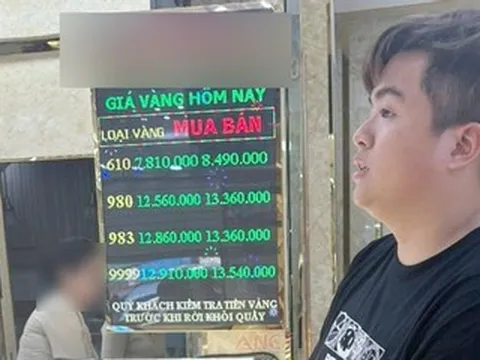 GIÁ VÀNG HÔM NAY
LOẠI VÀNG MUA BÁN
610 7.810.000 8.490.000
980 12.560.000 13.360.000
983 12.860.000 13.360.000
9999 12.910.000 13.540.000
QUÝ KHÁCH KIỂM TRA TIỀN VÀNG
TRƯỚC KHI RỜI KHỎI QUẦY
ANC